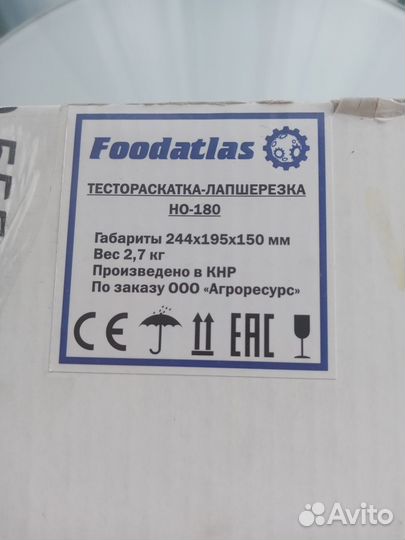 Foodatlas
ТЕСТОРАСКАТКА-ЛАПШЕРЕЗКА
НО-180
Габариты 244x195x150 мм
Вес 2,7 кг
Произведено в КНР
По заказу ООО «Агроресурс»
CE EAC
Avito